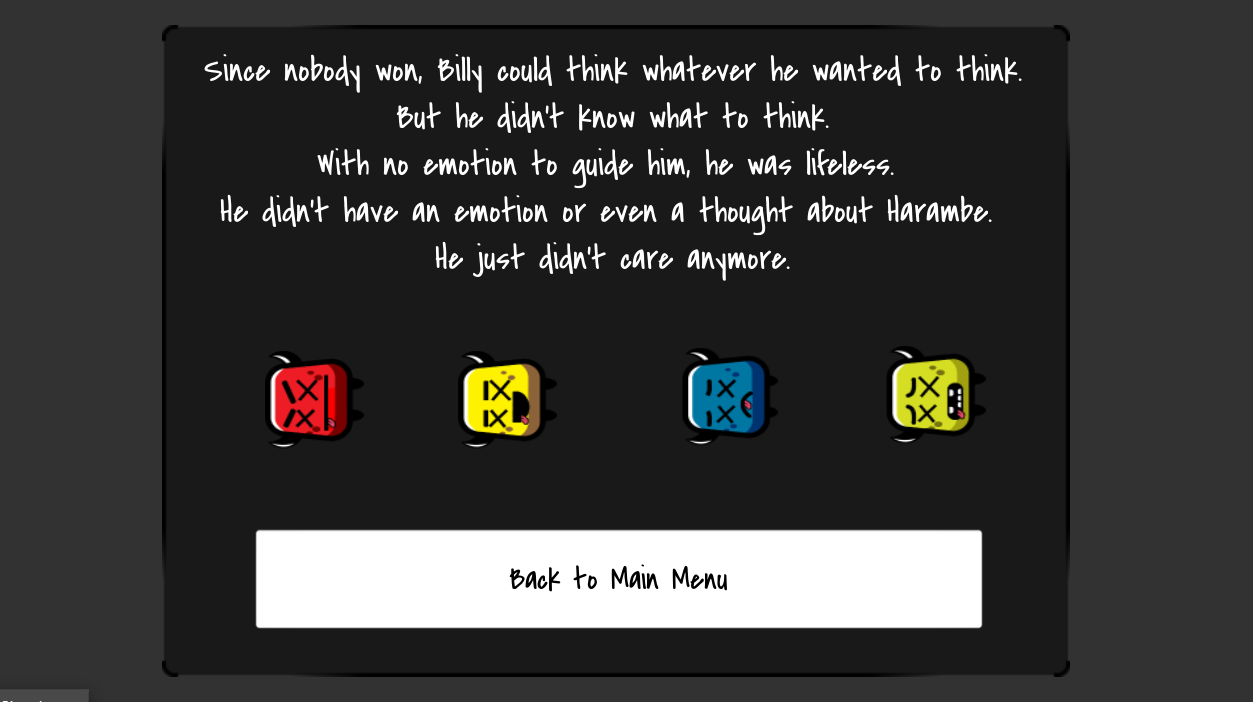 Since nobody won, Billy could think whatever he wanted to think.
But he didn't know what to think.
With no emotion to guide him, he was lifeless.
He didn't have an emotion or even a thought about Harambe.
He just didn't care anymore.
Back to Main Menu